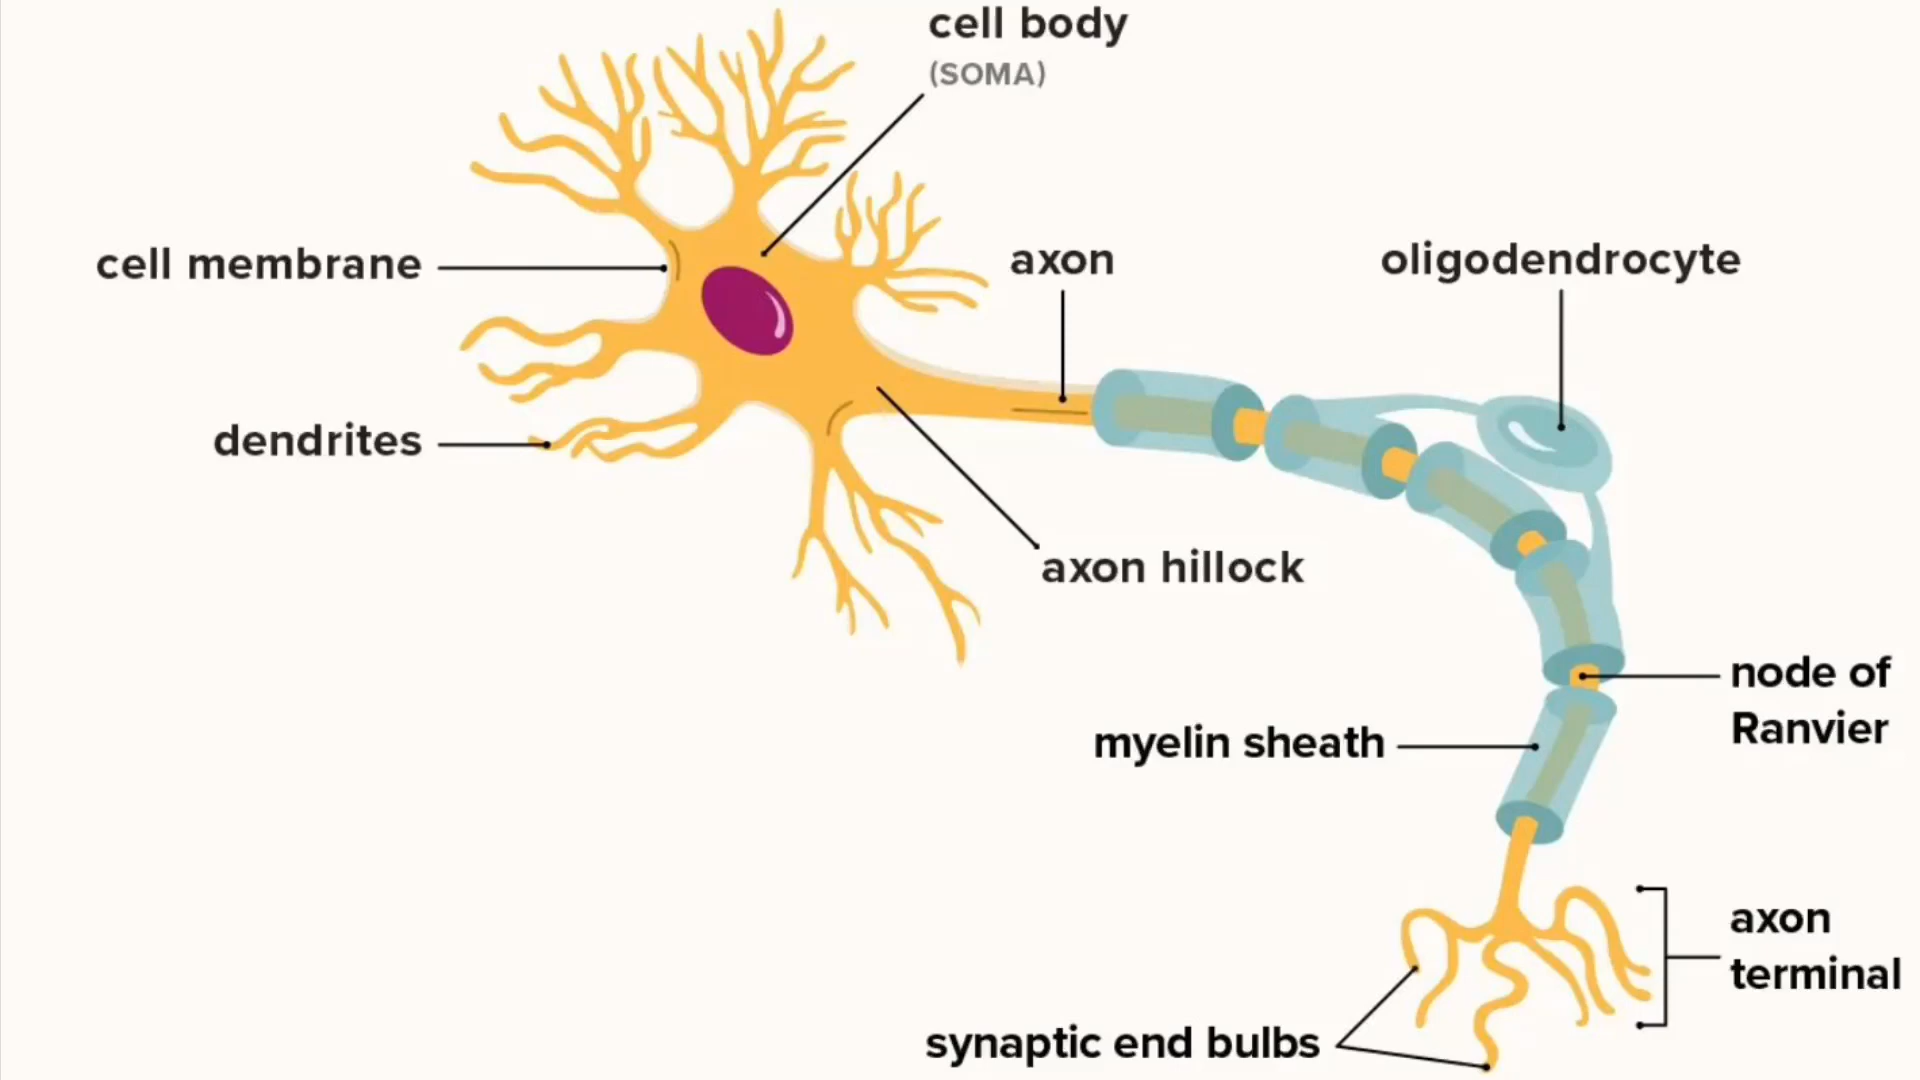 cell body
(SOMA)
cell membrane
axon
oligodendrocyte
dendrites
axon hillock
node of
Ranvier
myelin sheath
axon
terminal
synaptic end bulbs